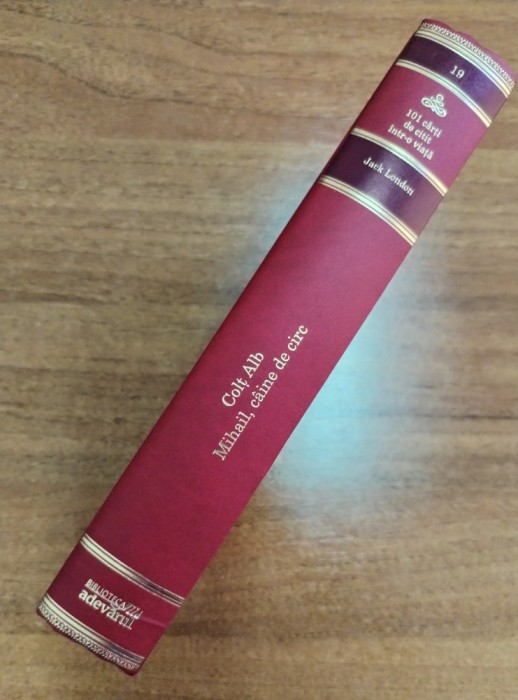 19
101 cărți
de citit
într-o viață
Jack London
Colț Alb
Mihail, câine de circ
BIBLIOTECA
adevărul